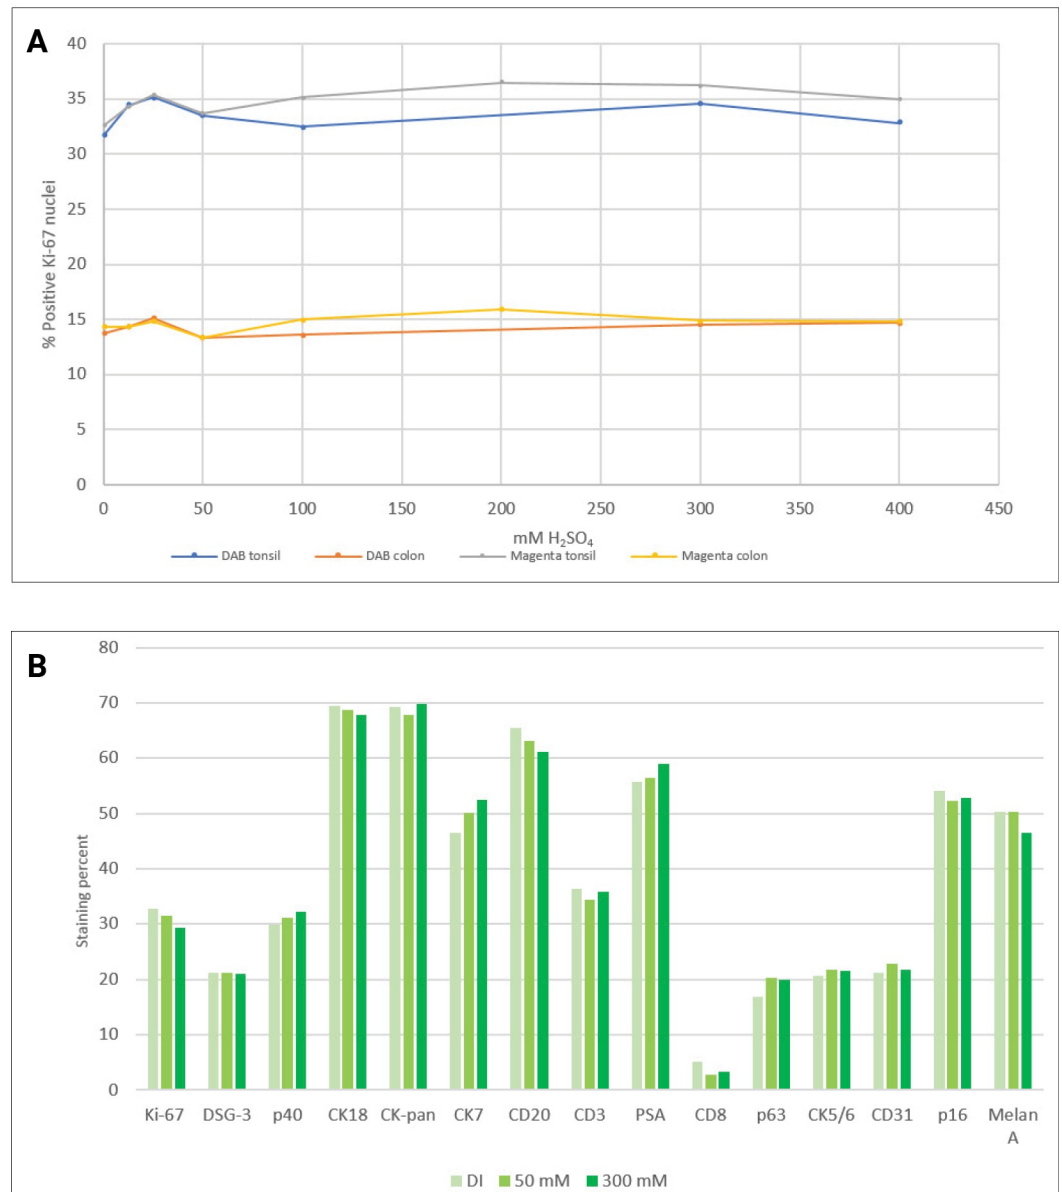 A
40
35
30
25
20
15
10
5
0
% Positive Ki-67 nuclei
0 50 100 150 200 250 300 350 400 450
mM H₂SO₄
DAB tonsil DAB colon Magenta tonsil Magenta colon
B
80
70
60
50
40
30
20
10
0
Staining percent
Ki-67 DSG-3 p40 CK18 CK-pan CK7 CD20 CD3 PSA CD8 p63 CK5/6 CD31 p16 Melan
A
DI 50 mM 300 mM